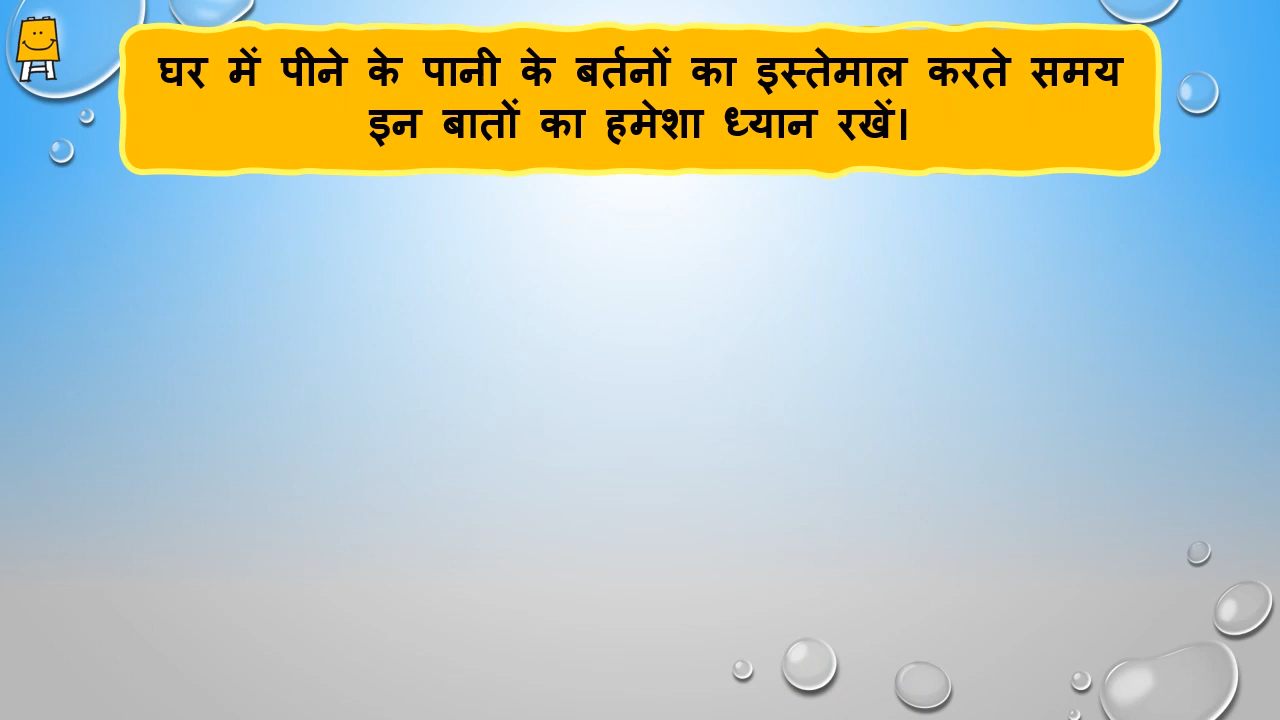 घर में पीने के पानी के बर्तनों का इस्तेमाल करते समय
इन बातों का हमेशा ध्यान रखें।